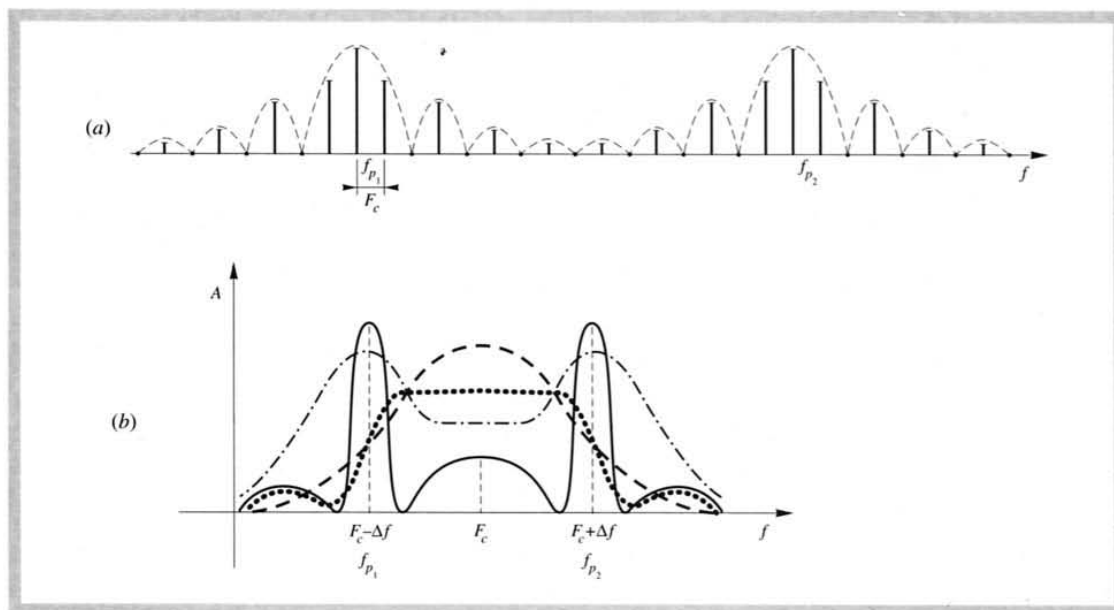 (a)
f_{p_1} f_{p_2} f
F_c
A
(b)
F_c–Δf F_c F_c+Δf f
f_{p_1} f_{p_2}